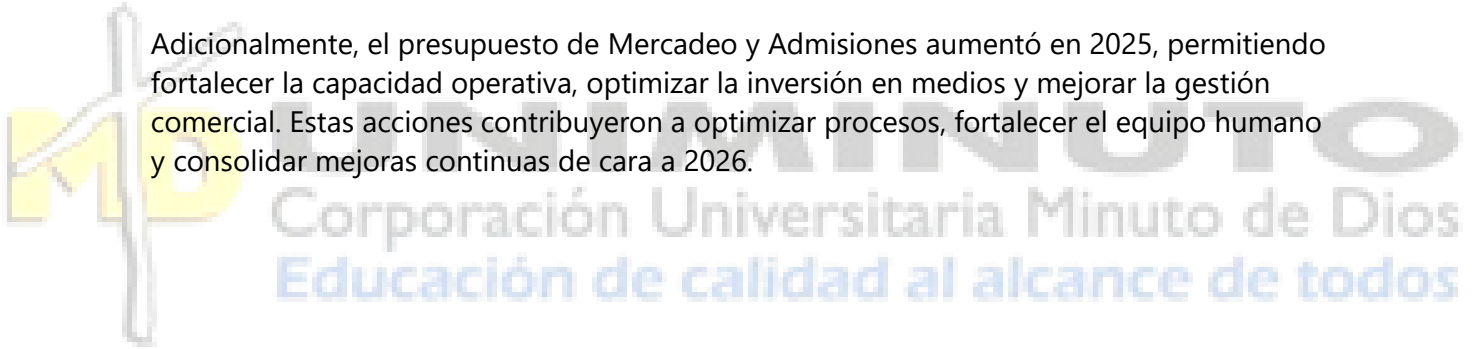 Adicionalmente, el presupuesto de Mercadeo y Admisiones aumentó en 2025, permitiendo
fortalecer la capacidad operativa, optimizar la inversión en medios y mejorar la gestión
comercial. Estas acciones contribuyeron a optimizar procesos, fortalecer el equipo humano
y consolidar mejoras continuas de cara a 2026.
MD UNIMINUTO
Corporación Universitaria Minuto de Dios
Educación de calidad al alcance de todos